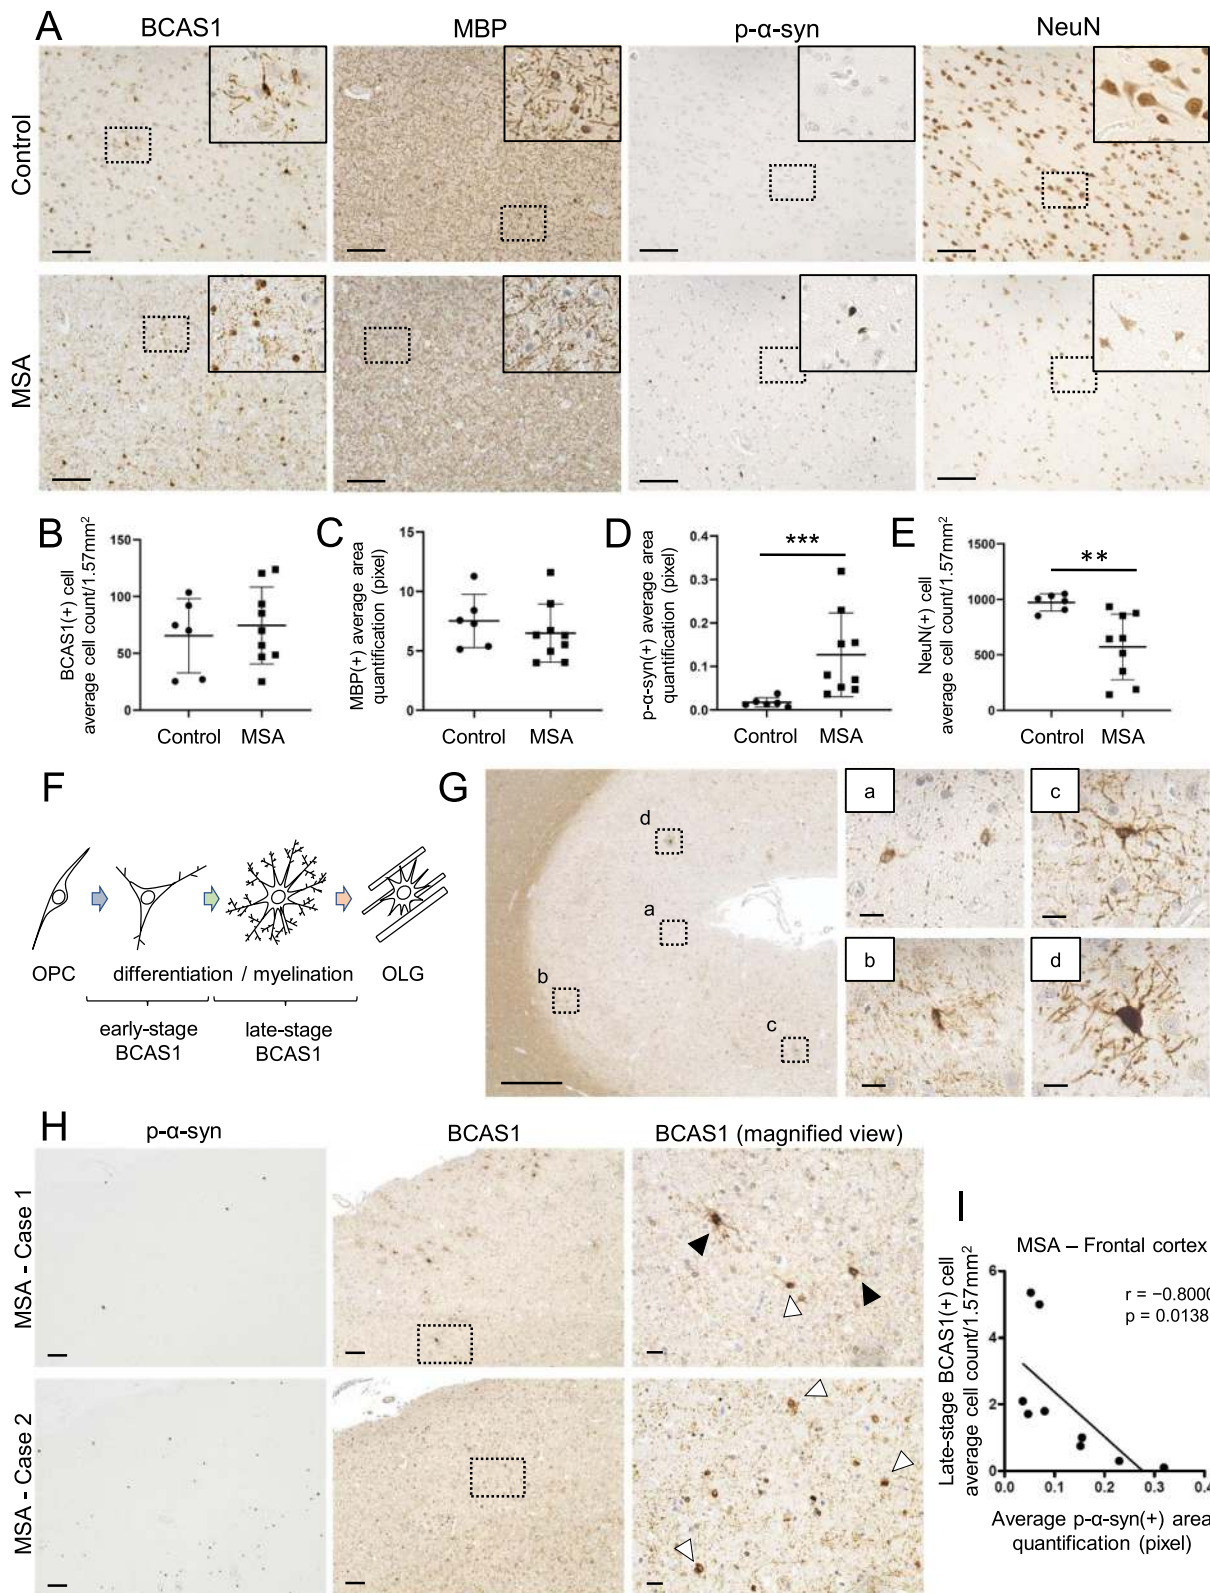 A
BCAS1
MBP
p-α-syn
NeuN
Control
MSA
B
BCAS1(+) cell
average cell count/1.57mm²
150
100
50
0
Control
MSA
C
MBP(+) average area
quantification (pixel)
15
10
5
0
Control
MSA
D
p-α-syn(+) average area
quantification (pixel)
0.4
0.3
0.2
0.1
0.0
***
Control
MSA
E
NeuN(+) cell
average cell count/1.57mm²
1500
1000
500
0
**
Control
MSA
F
OPC
differentiation / myelination
OLG
early-stage
BCAS1
late-stage
BCAS1
G
d
a
b
c
a
c
b
d
H
p-α-syn
BCAS1
BCAS1 (magnified view)
MSA - Case 1
MSA - Case 2
I
MSA – Frontal cortex
Late-stage BCAS1(+) cell
average cell count/1.57mm²
6
4
2
0
r = −0.8000
p = 0.0138
0.0
0.1
0.2
0.3
0.4
Average p-α-syn(+) area
quantification (pixel)